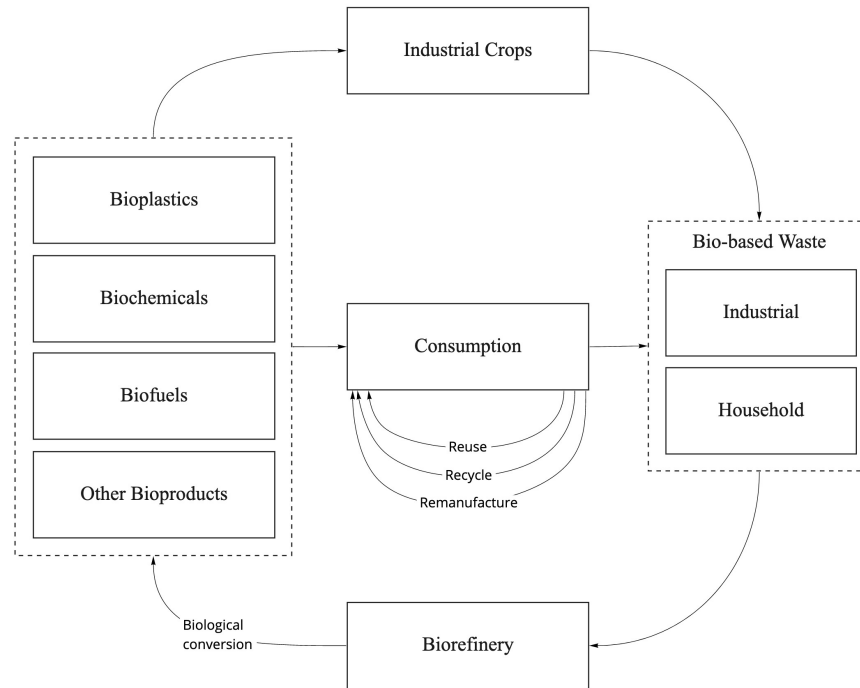 Industrial Crops
Bioplastics
Biochemicals
Biofuels
Other Bioproducts
Consumption
Reuse
Recycle
Remanufacture
Bio-based Waste
Industrial
Household
Biological
conversion
Biorefinery